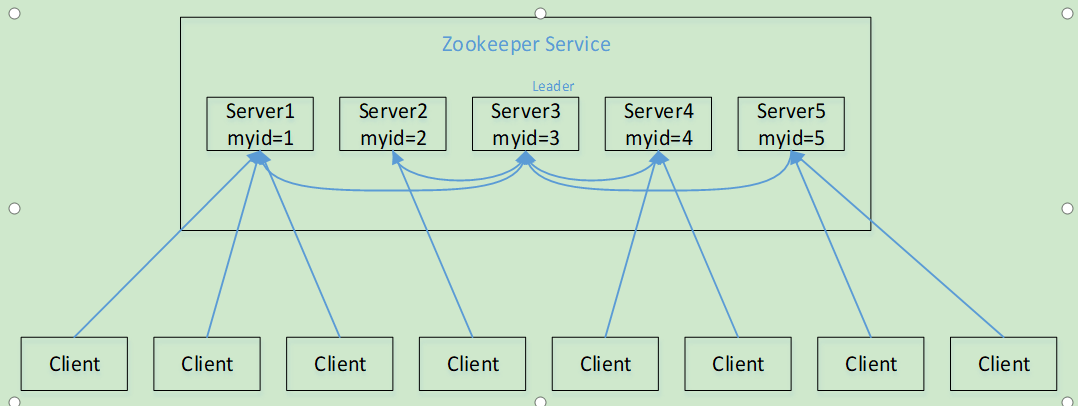 Zookeeper Service
Leader
Server1
myid=1
Server2
myid=2
Server3
myid=3
Server4
myid=4
Server5
myid=5
Client
Client
Client
Client
Client
Client
Client
Client